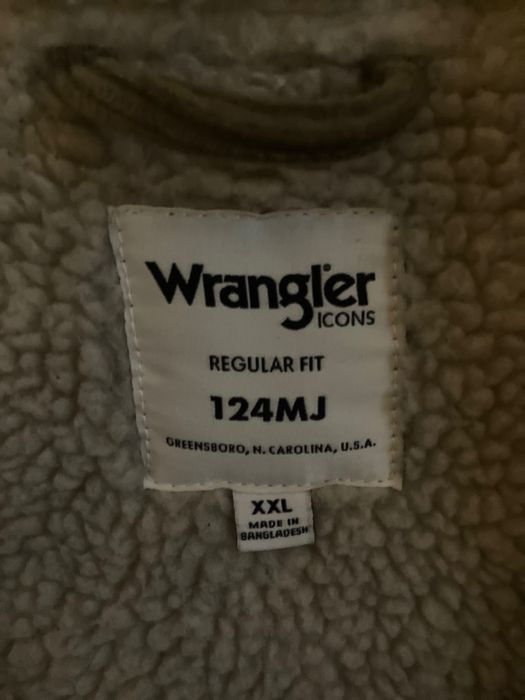 Wrangler
ICONS
REGULAR FIT
124MJ
GREENSBORO, N. CAROLINA, U.S.A.
XXL
MADE IN
BANGLADESH